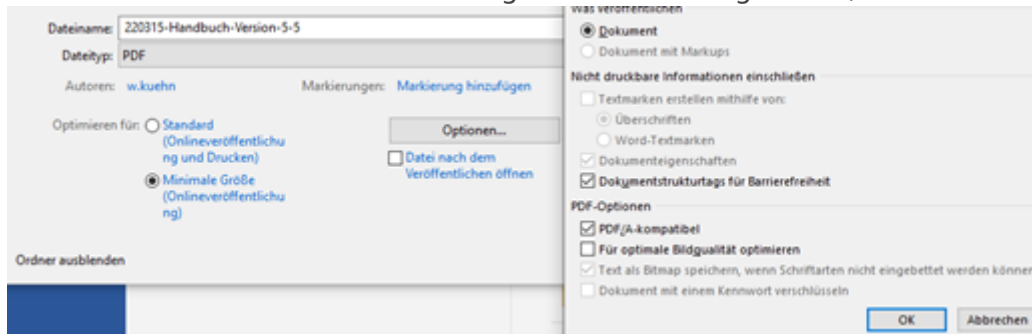 Dateiname: 220315-Handbuch-Version-5-5
Dateityp: PDF
Autoren: w.kuehn Markierungen: Markierung hinzufügen
Optimieren für: Standard
(Onlineveröffentlichu
ng und Drucken)
Minimale Größe
(Onlineveröffentlichu
ng)
Optionen...
Datei nach dem
Veröffentlichen öffnen
Ordner ausblenden
Was veröffentlichen
Dokument
Dokument mit Markups
Nicht druckbare Informationen einschließen
Textmarken erstellen mithilfe von:
Überschriften
Word-Textmarken
Dokumenteigenschaften
Dokumentstrukturtags für Barrierefreiheit
PDF-Optionen
PDF/A-kompatibel
Für optimale Bildqualität optimieren
Text als Bitmap speichern, wenn Schriftarten nicht eingebettet werden können
Dokument mit einem Kennwort verschlüsseln
OK Abbrechen